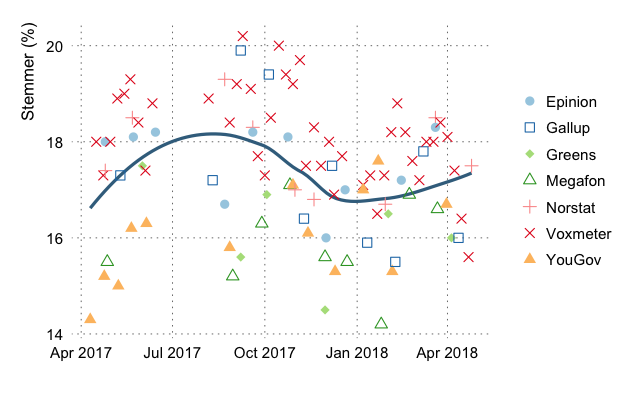 Stemmer (%)
20
18
16
14
Apr 2017
Jul 2017
Oct 2017
Jan 2018
Apr 2018
Epinion
Gallup
Greens
Megafon
Norstat
Voxmeter
YouGov